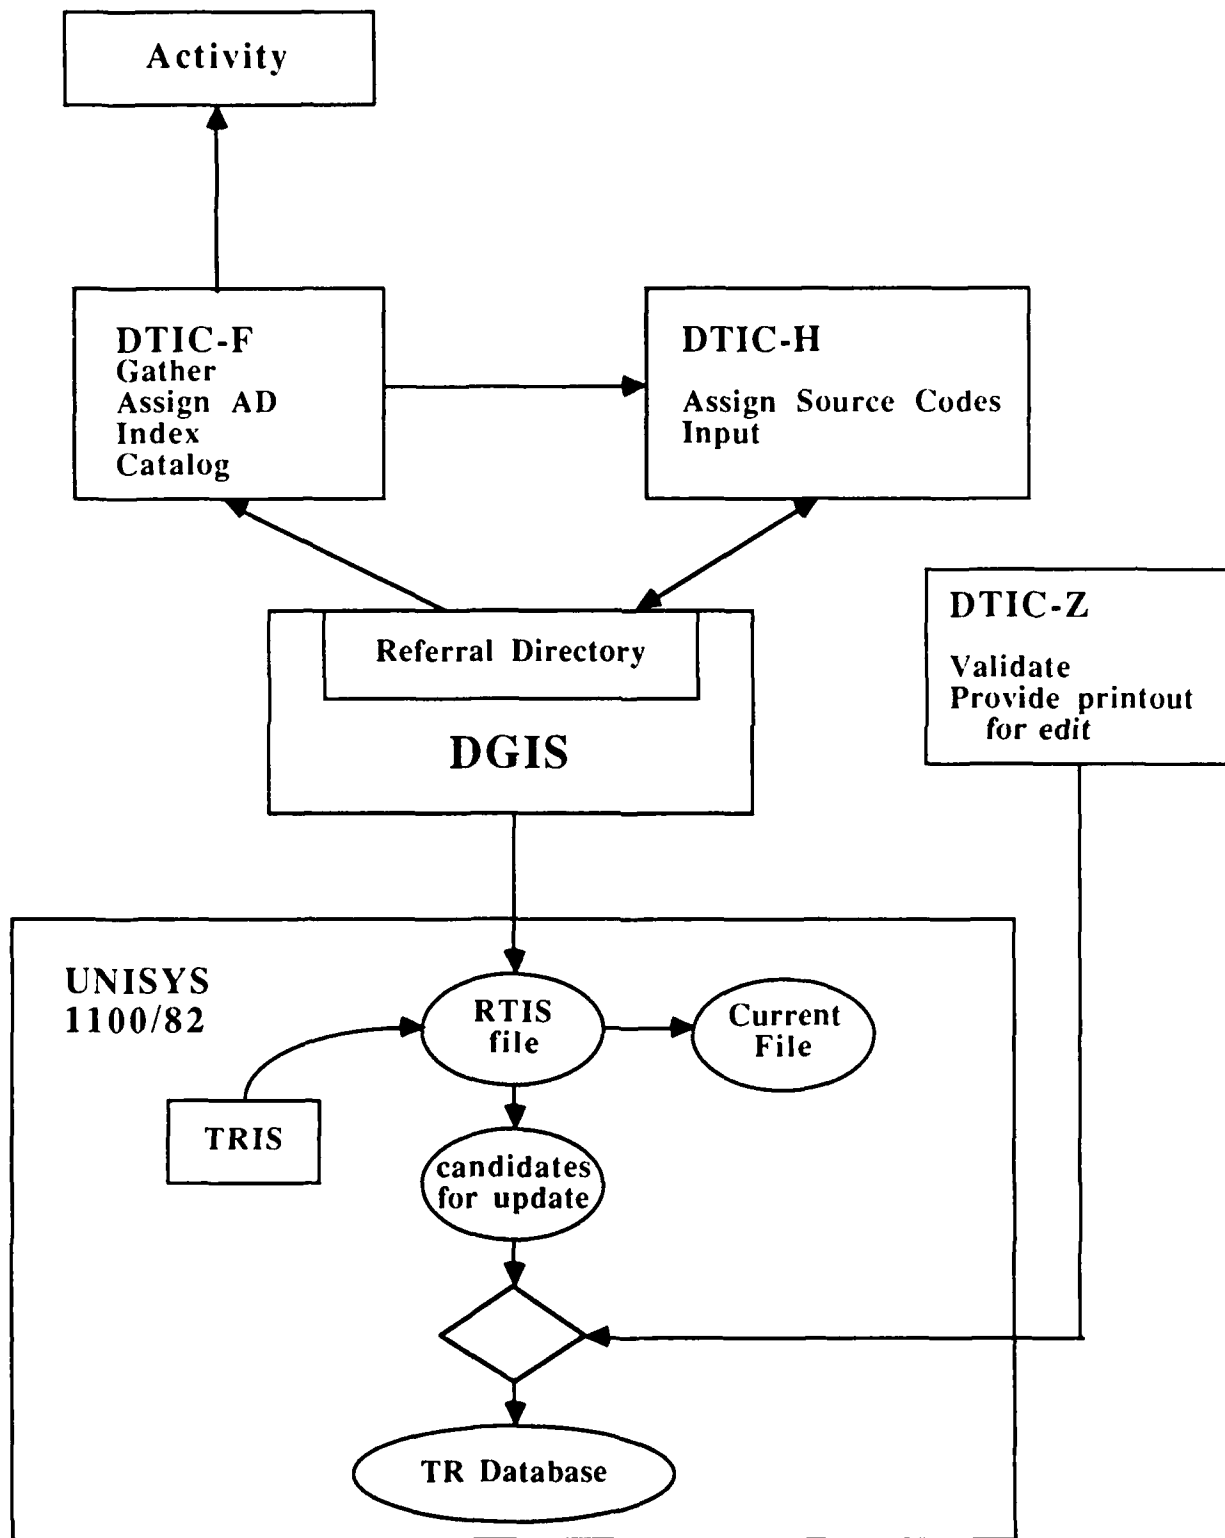 Activity
DTIC-F
Gather
Assign AD
Index
Catalog
DTIC-H
Assign Source Codes
Input
DTIC-Z
Validate
Provide printout
for edit
Referral Directory
DGIS
UNISYS
1100/82
RTIS
file
Current
File
TRIS
candidates
for update
TR Database